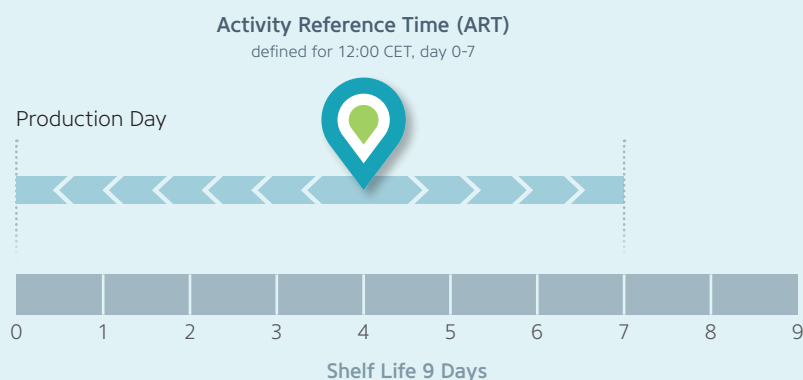 Activity Reference Time (ART)
defined for 12:00 CET, day 0-7
Production Day
0 1 2 3 4 5 6 7 8 9
Shelf Life 9 Days